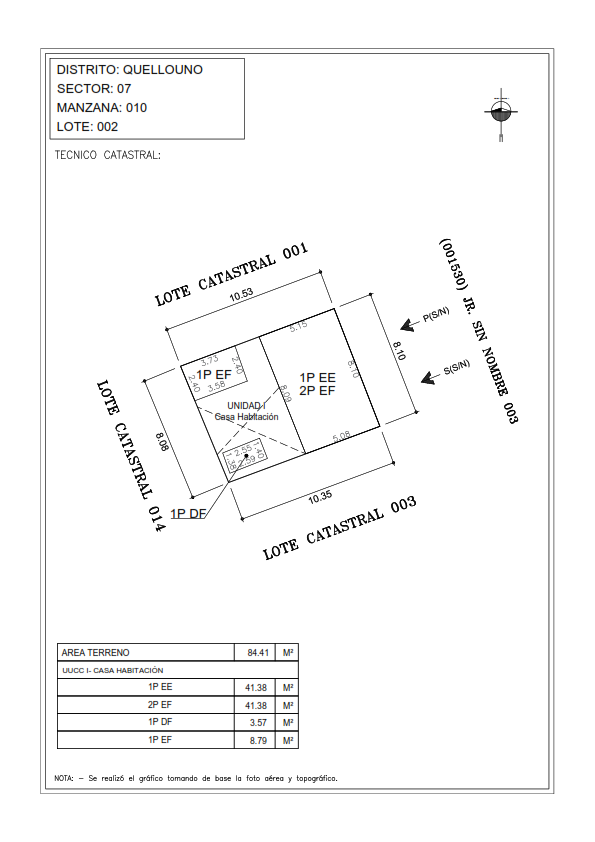 DISTRITO: QUELLOUNO
SECTOR: 07
MANZANA: 010
LOTE: 002
TECNICO CATASTRAL:
LOTE CATASTRAL 001
10.53
(001530) JR. SIN NOMBRE 003
P(S/N)
S(S/N)
8.10
5.15
8.10
3.73
2.40
1P EF
2.40
3.58
1P EE
2P EF
8.09
UNIDAD I
Casa Habitación
LOTE CATASTRAL 014
8.08
5.08
2.55
1.40
2.59
1P DF
10.35
LOTE CATASTRAL 003
AREA TERRENO 84.41 M²
UUCC I- CASA HABITACIÓN
1P EE 41.38 M²
2P EF 41.38 M²
1P DF 3.57 M²
1P EF 8.79 M²
NOTA: - Se realizó el gráfico tomando de base la foto aérea y topográfico.